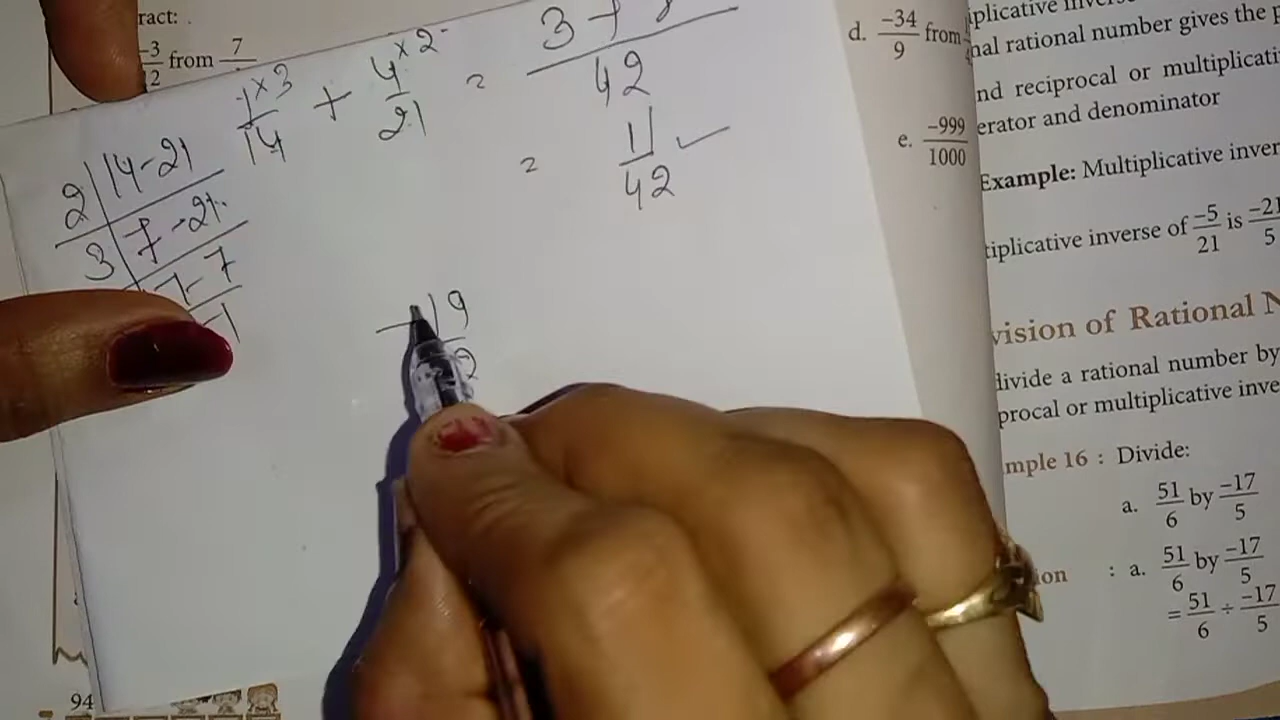 ract:
-3/12 from 7/
1×3/14 + 4×2/21 = 3+8/42
= 11/42 ✓
2 | 14-21
3 | 7-21
7-7
-1
-19/2
94
d. -34/9 from
e. -999/1000
nal rational number gives the
nd reciprocal or multiplicati
erator and denominator
Example: Multiplicative inver
tiplicative inverse of -5/21 is -21/5
vision of Rational N
divide a rational number by
procal or multiplicative inve
mple 16 : Divide:
a. 51/6 by -17/5
ion : a. 51/6 by -17/5
= 51/6 ÷ -17/5